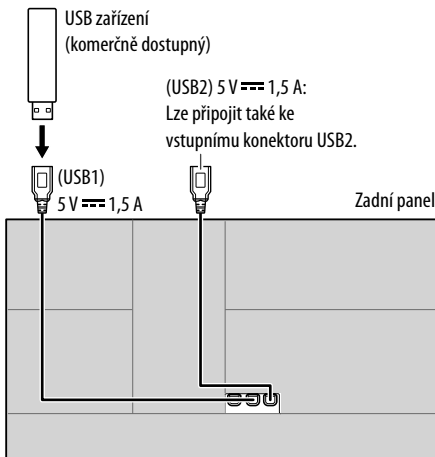 USB zařízení
(komerčně dostupný)
(USB2) 5 V ⎓ 1,5 A:
Lze připojit také ke
vstupnímu konektoru USB2.
(USB1)
5 V ⎓ 1,5 A
Zadní panel